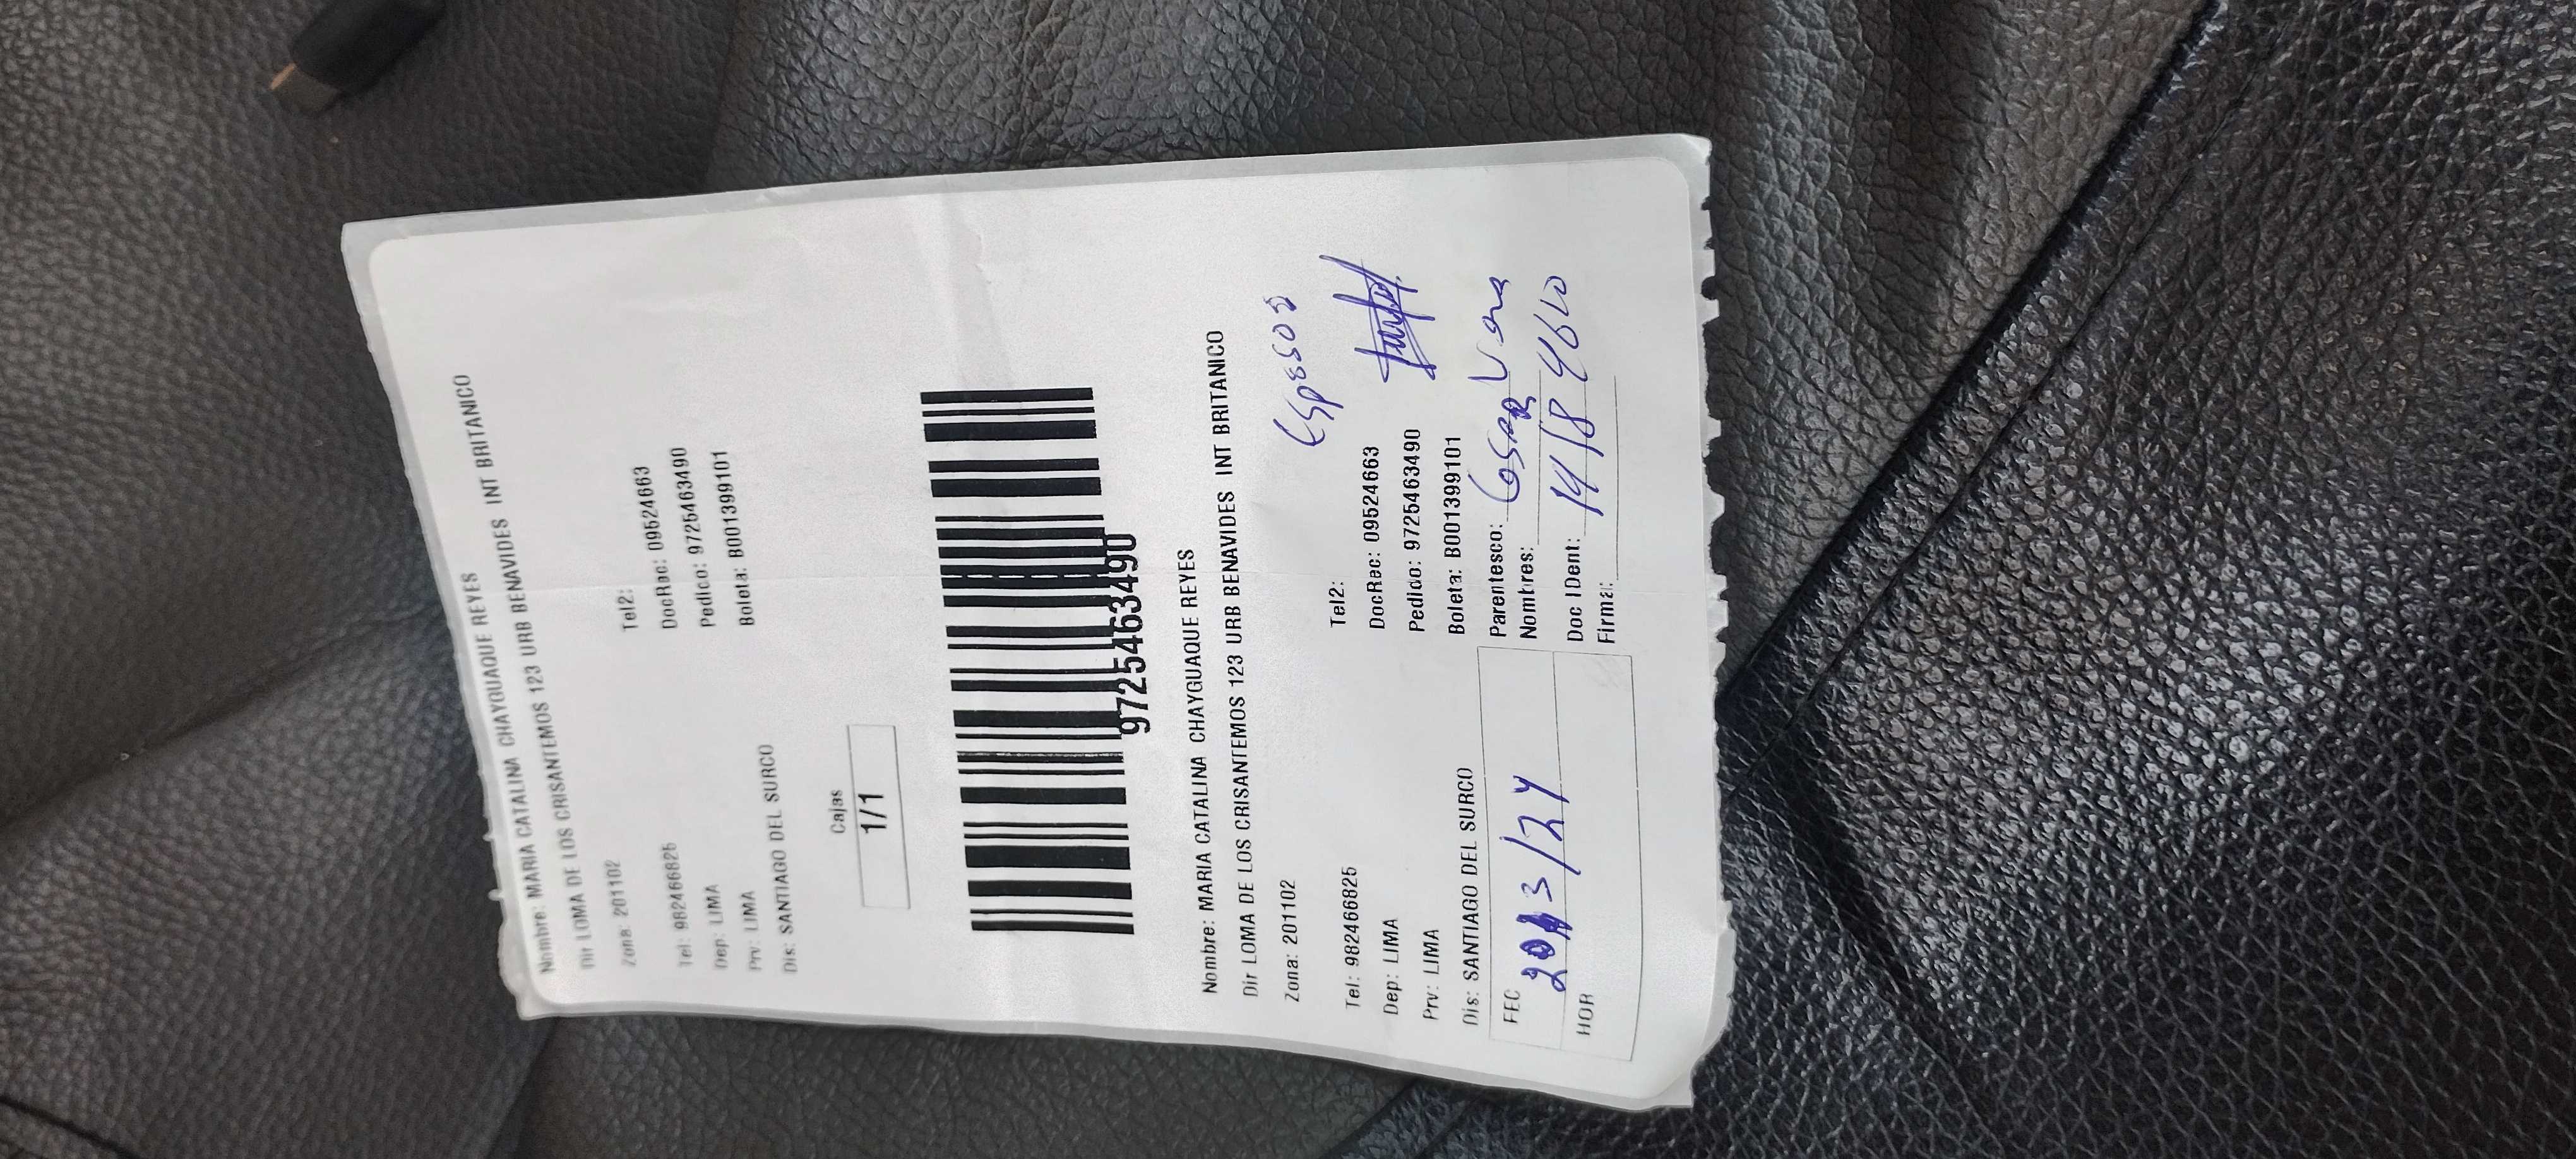 Nombre: MARIA CATALINA CHAYGUAQUE REYES
Dir LOMA DE LOS CRISANTEMOS 123 URB BENAVIDES INT BRITANICO
Zona: 201102
Tel2:
Tel: 982466825
DocRec: 09524663
Dep: LIMA
Pedido: 9725463490
Prv: LIMA
Boleta: B001399101
Dis: SANTIAGO DEL SURCO
Cajas
1/1
9725463490
Nombre: MARIA CATALINA CHAYGUAQUE REYES
Dir LOMA DE LOS CRISANTEMOS 123 URB BENAVIDES INT BRITANICO
Zona: 201102
Esposos
Tel2:
Tel: 982466825
DocRec: 09524663
Dep: LIMA
Pedido: 9725463490
Prv: LIMA
Boleta: B001399101
Dis: SANTIAGO DEL SURCO
Parentesco:
FEC
Nombres: Vera
/3/24
Doc IDent:
HOR
Firma: